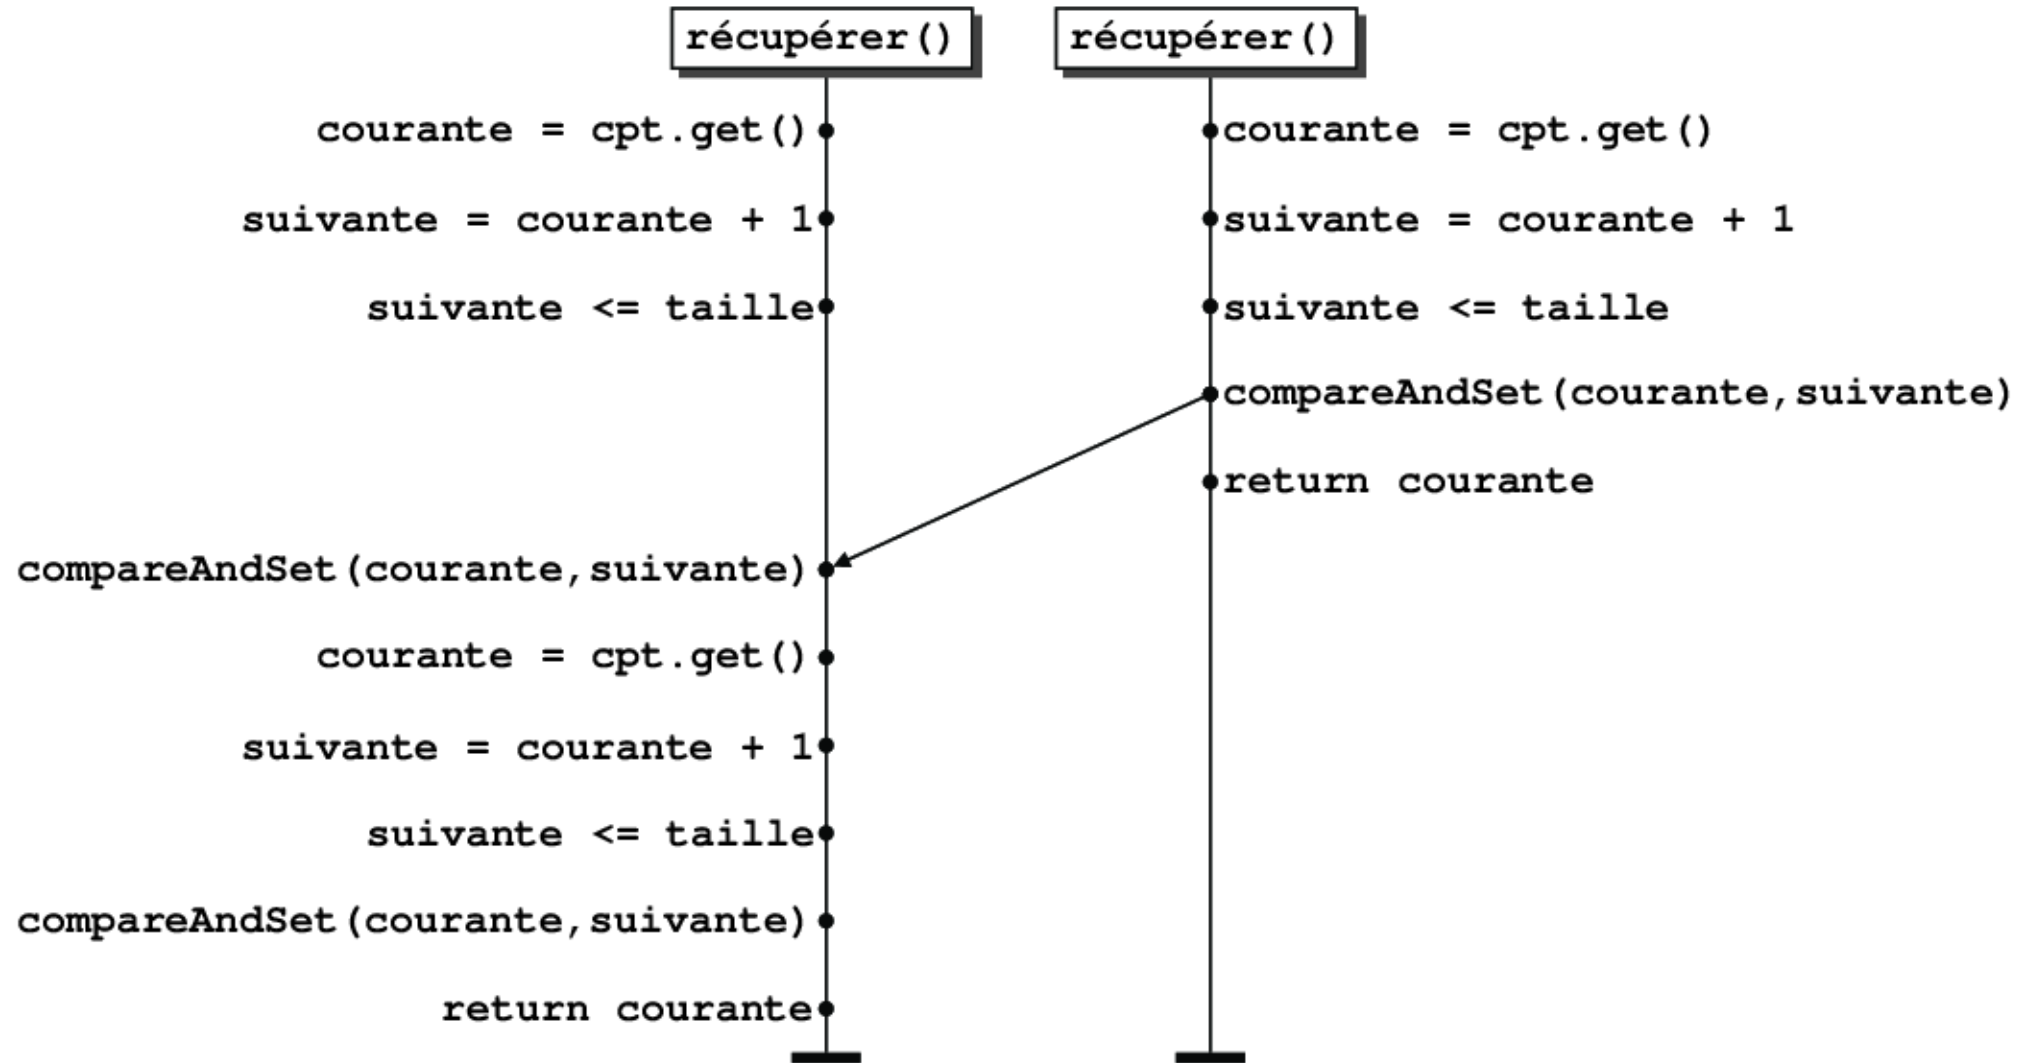 récupérer() récupérer()
courante = cpt.get() courante = cpt.get()
suivante = courante + 1 suivante = courante + 1
suivante <= taille suivante <= taille
compareAndSet(courante,suivante)
return courante
compareAndSet(courante,suivante)
courante = cpt.get()
suivante = courante + 1
suivante <= taille
compareAndSet(courante,suivante)
return courante